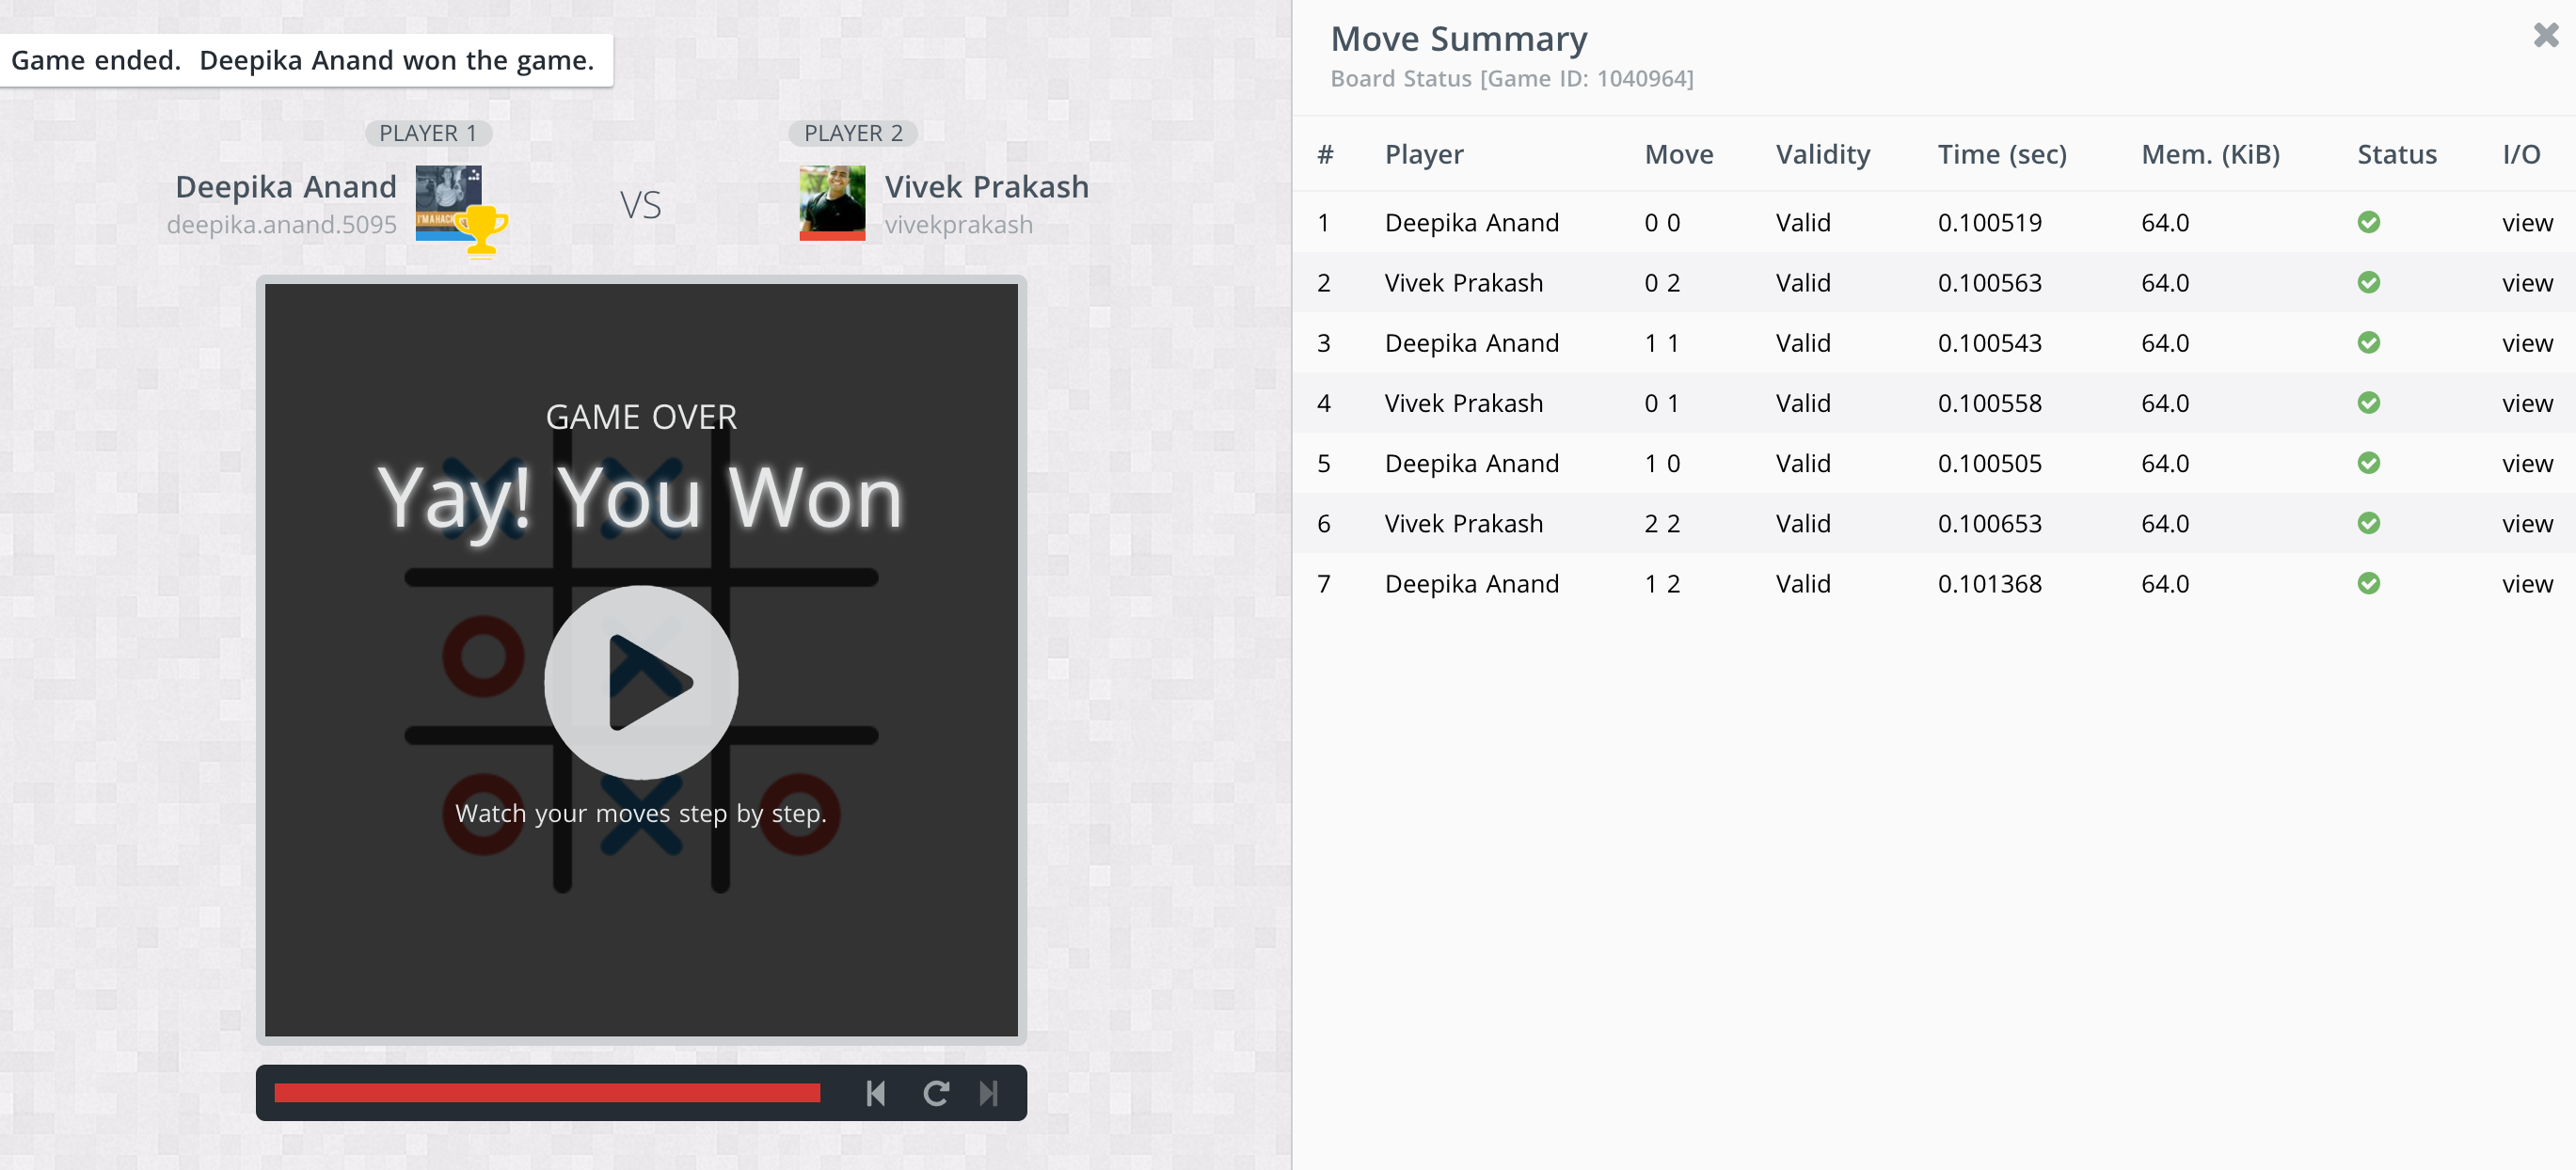 Game ended.  Deepika Anand won the game.
PLAYER 1
Deepika Anand
deepika.anand.5095
I'M A HACK
VS
PLAYER 2
Vivek Prakash
vivekprakash
GAME OVER
Yay! You Won
Watch your moves step by step.
Move Summary
Board Status [Game ID: 1040964]
# Player Move Validity Time (sec) Mem. (KiB) Status I/O
1 Deepika Anand 0 0 Valid 0.100519 64.0 view
2 Vivek Prakash 0 2 Valid 0.100563 64.0 view
3 Deepika Anand 1 1 Valid 0.100543 64.0 view
4 Vivek Prakash 0 1 Valid 0.100558 64.0 view
5 Deepika Anand 1 0 Valid 0.100505 64.0 view
6 Vivek Prakash 2 2 Valid 0.100653 64.0 view
7 Deepika Anand 1 2 Valid 0.101368 64.0 view